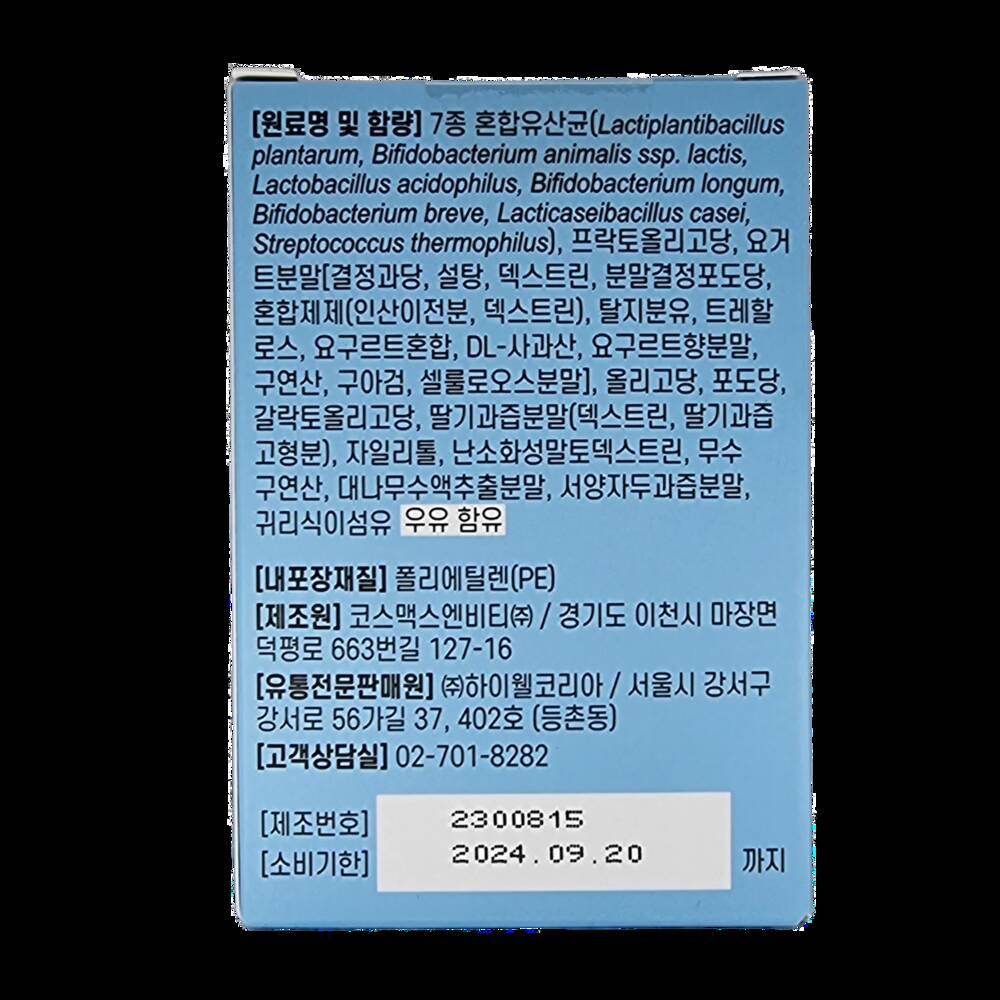 [원료명 및 함량] 7종 혼합유산균(Lactiplantibacillus
plantarum, Bifidobacterium animalis ssp. lactis,
Lactobacillus acidophilus, Bifidobacterium longum,
Bifidobacterium breve, Lacticaseibacillus casei,
Streptococcus thermophilus), 프락토올리고당, 요거
트분말[결정과당, 설탕, 덱스트린, 분말결정포도당,
혼합제제(인산이전분, 덱스트린), 탈지분유, 트레할
로스, 요구르트혼합, DL-사과산, 요구르트향분말,
구연산, 구아검, 셀룰로오스분말], 올리고당, 포도당,
갈락토올리고당, 딸기과즙분말(덱스트린, 딸기과즙
고형분), 자일리톨, 난소화성말토덱스트린, 무수
구연산, 대나무수액추출분말, 서양자두과즙분말,
귀리식이섬유 우유 함유
[내포장재질] 폴리에틸렌(PE)
[제조원] 코스맥스엔비티㈜ / 경기도 이천시 마장면
덕평로 663번길 127-16
[유통전문판매원] ㈜하이웰코리아 / 서울시 강서구
강서로 56가길 37, 402호 (등촌동)
[고객상담실] 02-701-8282
[제조번호] 2300815
[소비기한] 2024.09.20 까지